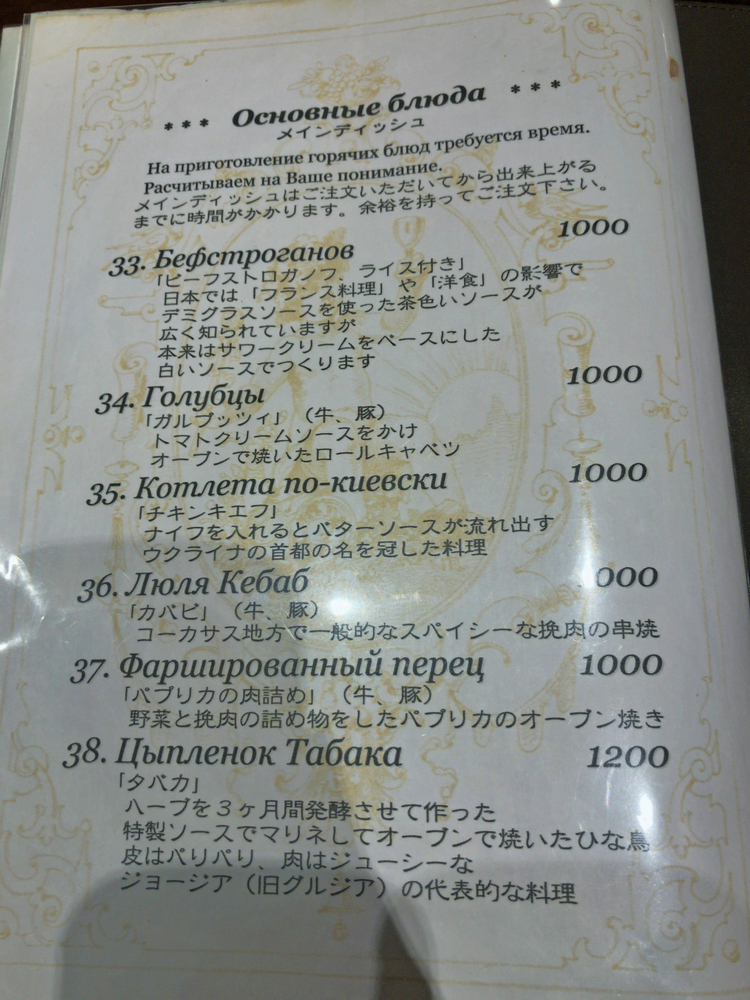 *** Основные блюда ***
メインディッシュ
На приготовление горячих блюд требуется время.
Расчитываем на Ваше понимание.
メインディッシュはご注文いただいてから出来上がる
までに時間がかかります。余裕を持ってご注文下さい。
33. Бефстроганов 1000
「ビーフストロガノフ、ライス付き」
日本では「フランス料理」や「洋食」の影響で
デミグラスソースを使った茶色いソースが
広く知られていますが
本来はサワークリームをベースにした
白いソースでつくります
34. Голубцы 1000
「ガルブッツィ」（牛、豚）
トマトクリームソースをかけ
オーブンで焼いたロールキャベツ
35. Котлета по-киевски 1000
「チキンキエフ」
ナイフを入れるとバターソースが流れ出す
ウクライナの首都の名を冠した料理
36. Люля Кебаб
「カバビ」（牛、豚）
コーカサス地方で一般的なスパイシーな挽肉の串焼
37. Фаршированный перец 1000
「パプリカの肉詰め」（牛、豚）
野菜と挽肉の詰め物をしたパプリカのオーブン焼き
38. Цыпленок Табака 1200
「タバカ」
ハーブを３ヶ月間発酵させて作った
特製ソースでマリネしてオーブンで焼いたひな鳥
皮はパリパリ、肉はジューシーな
ジョージア（旧グルジア）の代表的な料理